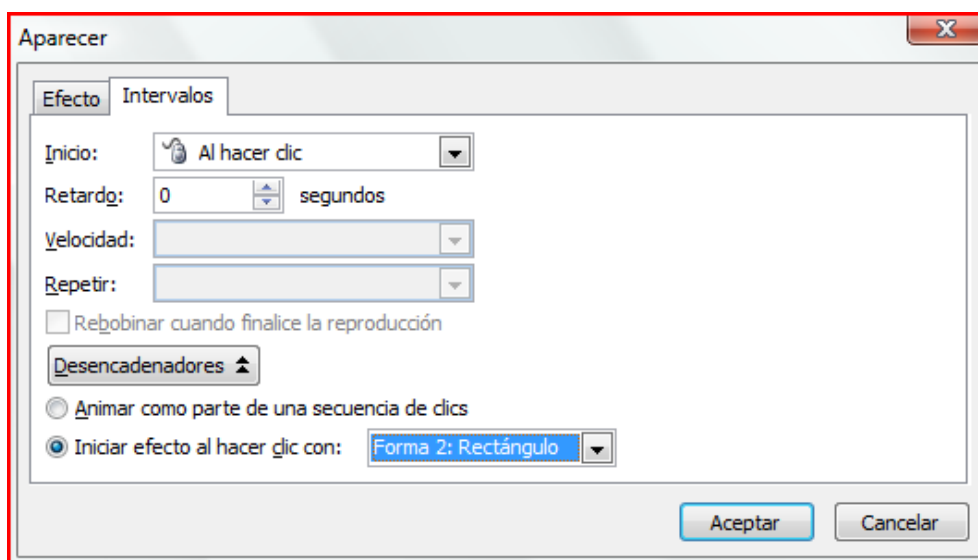 Aparecer
Efecto Intervalos
Inicio: Al hacer clic
Retardo: 0 segundos
Velocidad:
Repetir:
Rebobinar cuando finalice la reproducción
Desencadenadores
Animar como parte de una secuencia de clics
Iniciar efecto al hacer clic con: Forma 2: Rectángulo
Aceptar Cancelar